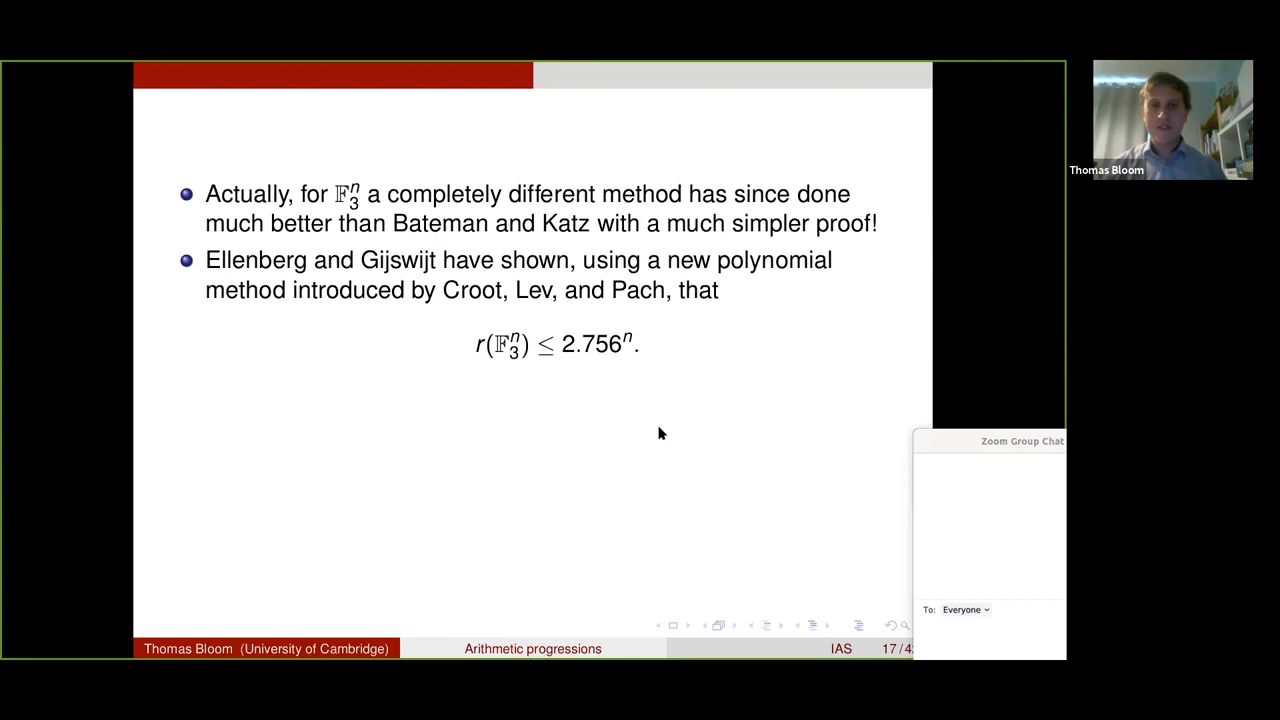 Actually, for 𝔽₃ⁿ a completely different method has since done
much better than Bateman and Katz with a much simpler proof!
Ellenberg and Gijswijt have shown, using a new polynomial
method introduced by Croot, Lev, and Pach, that
r(𝔽₃ⁿ) ≤ 2.756ⁿ.
Thomas Bloom
Zoom Group Chat
To: Everyone
Thomas Bloom (University of Cambridge)
Arithmetic progressions
IAS
17 / 4